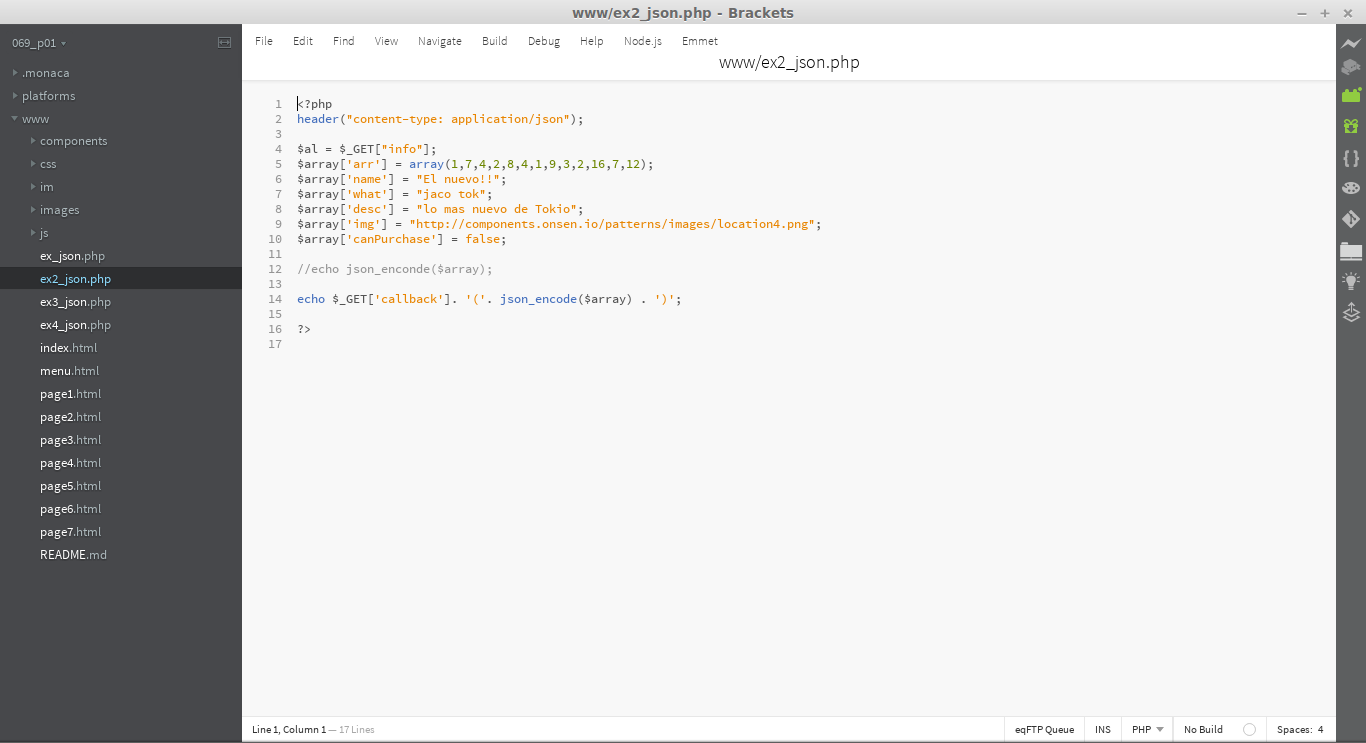 www/ex2_json.php - Brackets
069_p01
.monaca
platforms
www
components
css
im
images
js
ex_json.php
ex2_json.php
ex3_json.php
ex4_json.php
index.html
menu.html
page1.html
page2.html
page3.html
page4.html
page5.html
page6.html
page7.html
README.md
File Edit Find View Navigate Build Debug Help Node.js Emmet
www/ex2_json.php
1 <?php
2 header("content-type: application/json");
3
4 $al = $_GET["info"];
5 $array['arr'] = array(1,7,4,2,8,4,1,9,3,2,16,7,12);
6 $array['name'] = "El nuevo!!";
7 $array['what'] = "jaco tok";
8 $array['desc'] = "lo mas nuevo de Tokio";
9 $array['img'] = "http://components.onsen.io/patterns/images/location4.png";
10 $array['canPurchase'] = false;
11
12 //echo json_enconde($array);
13
14 echo $_GET['callback']. '('. json_encode($array) . ')';
15
16 ?>
17
Line 1, Column 1 — 17 Lines
eqFTP Queue INS PHP No Build Spaces: 4